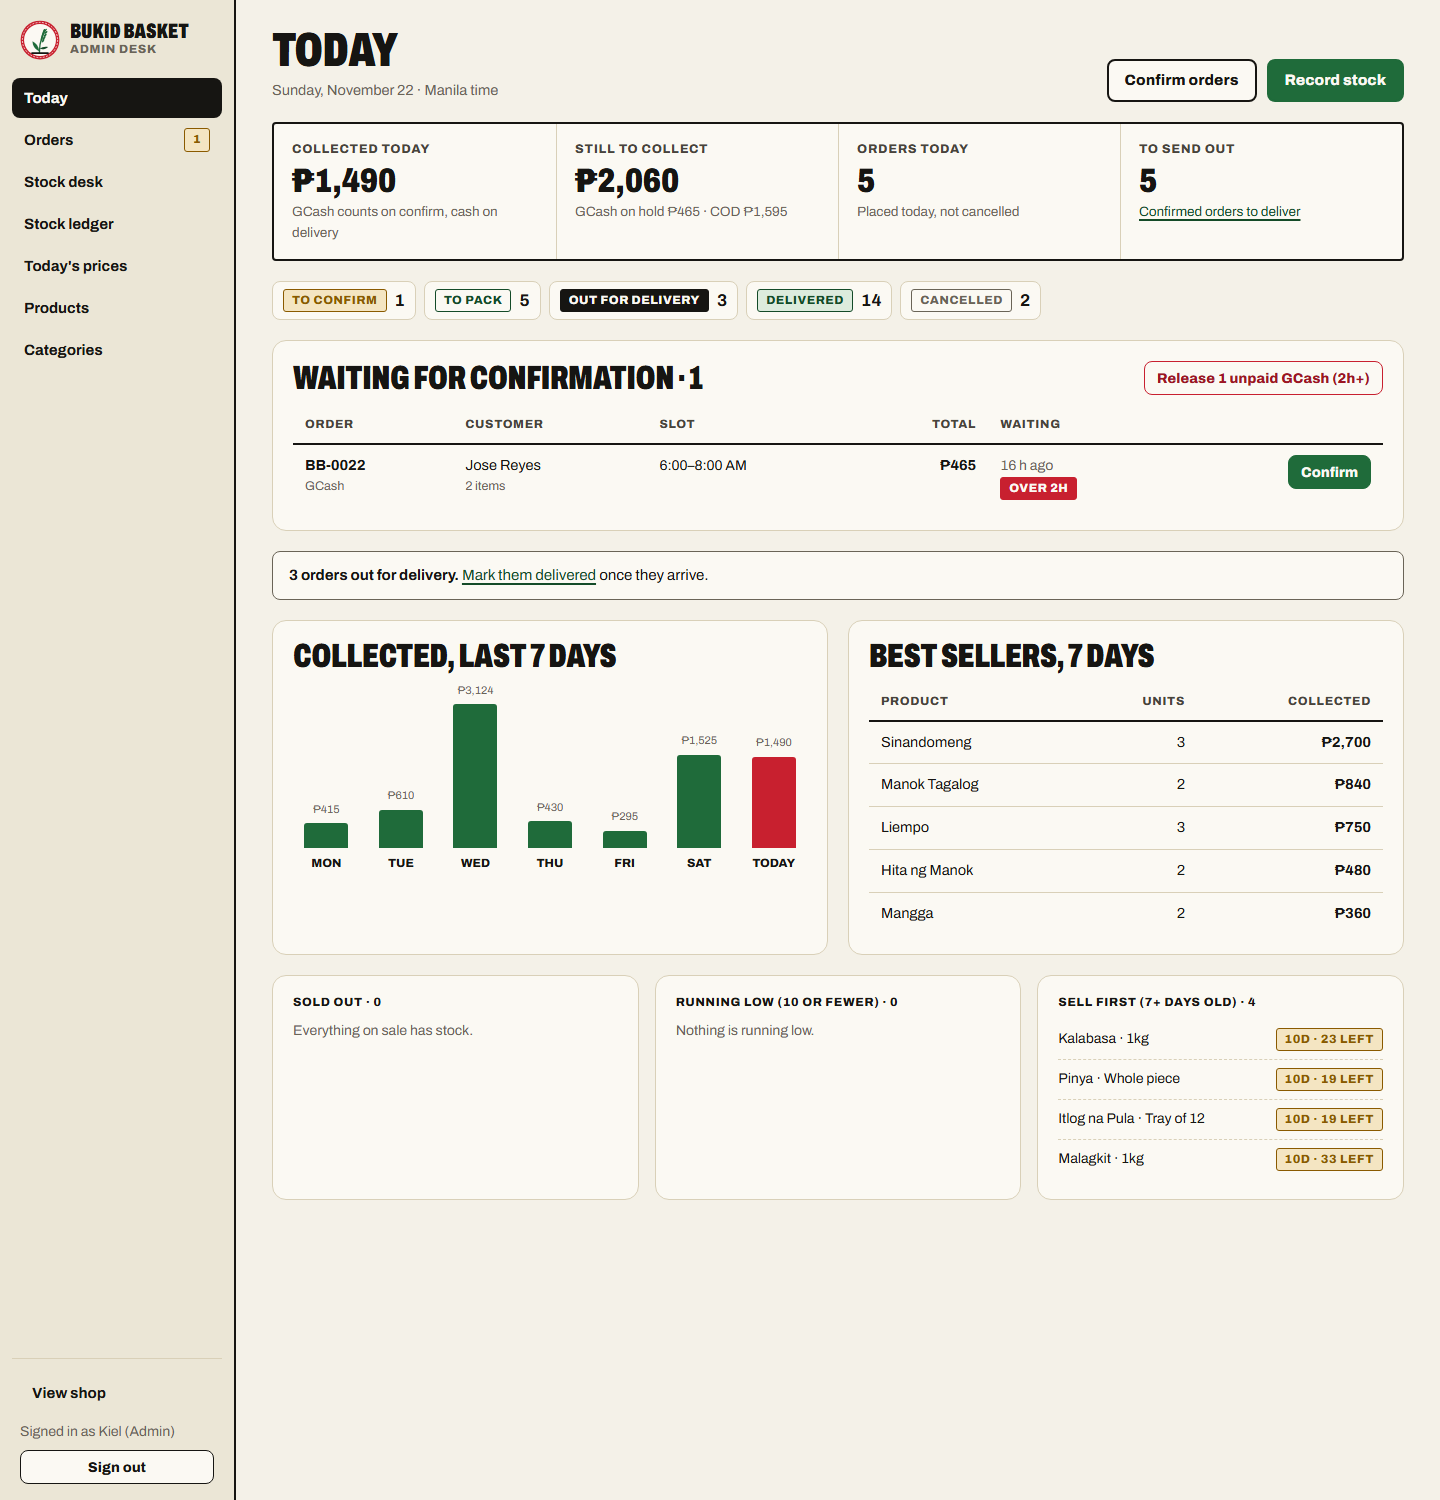 BUKID BASKET
ADMIN DESK
Today
Orders 1
Stock desk
Stock ledger
Today's prices
Products
Categories
View shop
Signed in as Kiel (Admin)
Sign out
TODAY
Sunday, November 22 · Manila time
Confirm orders
Record stock
COLLECTED TODAY
₱1,490
GCash counts on confirm, cash on
delivery
STILL TO COLLECT
₱2,060
GCash on hold ₱465 · COD ₱1,595
ORDERS TODAY
5
Placed today, not cancelled
TO SEND OUT
5
Confirmed orders to deliver
TO CONFIRM 1
TO PACK 5
OUT FOR DELIVERY 3
DELIVERED 14
CANCELLED 2
WAITING FOR CONFIRMATION · 1
Release 1 unpaid GCash (2h+)
ORDER CUSTOMER SLOT TOTAL WAITING
BB-0022 Jose Reyes 6:00–8:00 AM ₱465 16 h ago Confirm
GCash 2 items OVER 2H
3 orders out for delivery. Mark them delivered once they arrive.
COLLECTED, LAST 7 DAYS
₱3,124
₱1,525 ₱1,490
₱415 ₱610 ₱430 ₱295
MON TUE WED THU FRI SAT TODAY
BEST SELLERS, 7 DAYS
PRODUCT UNITS COLLECTED
Sinandomeng 3 ₱2,700
Manok Tagalog 2 ₱840
Liempo 3 ₱750
Hita ng Manok 2 ₱480
Mangga 2 ₱360
SOLD OUT · 0
Everything on sale has stock.
RUNNING LOW (10 OR FEWER) · 0
Nothing is running low.
SELL FIRST (7+ DAYS OLD) · 4
Kalabasa · 1kg 10D · 23 LEFT
Pinya · Whole piece 10D · 19 LEFT
Itlog na Pula · Tray of 12 10D · 19 LEFT
Malagkit · 1kg 10D · 33 LEFT